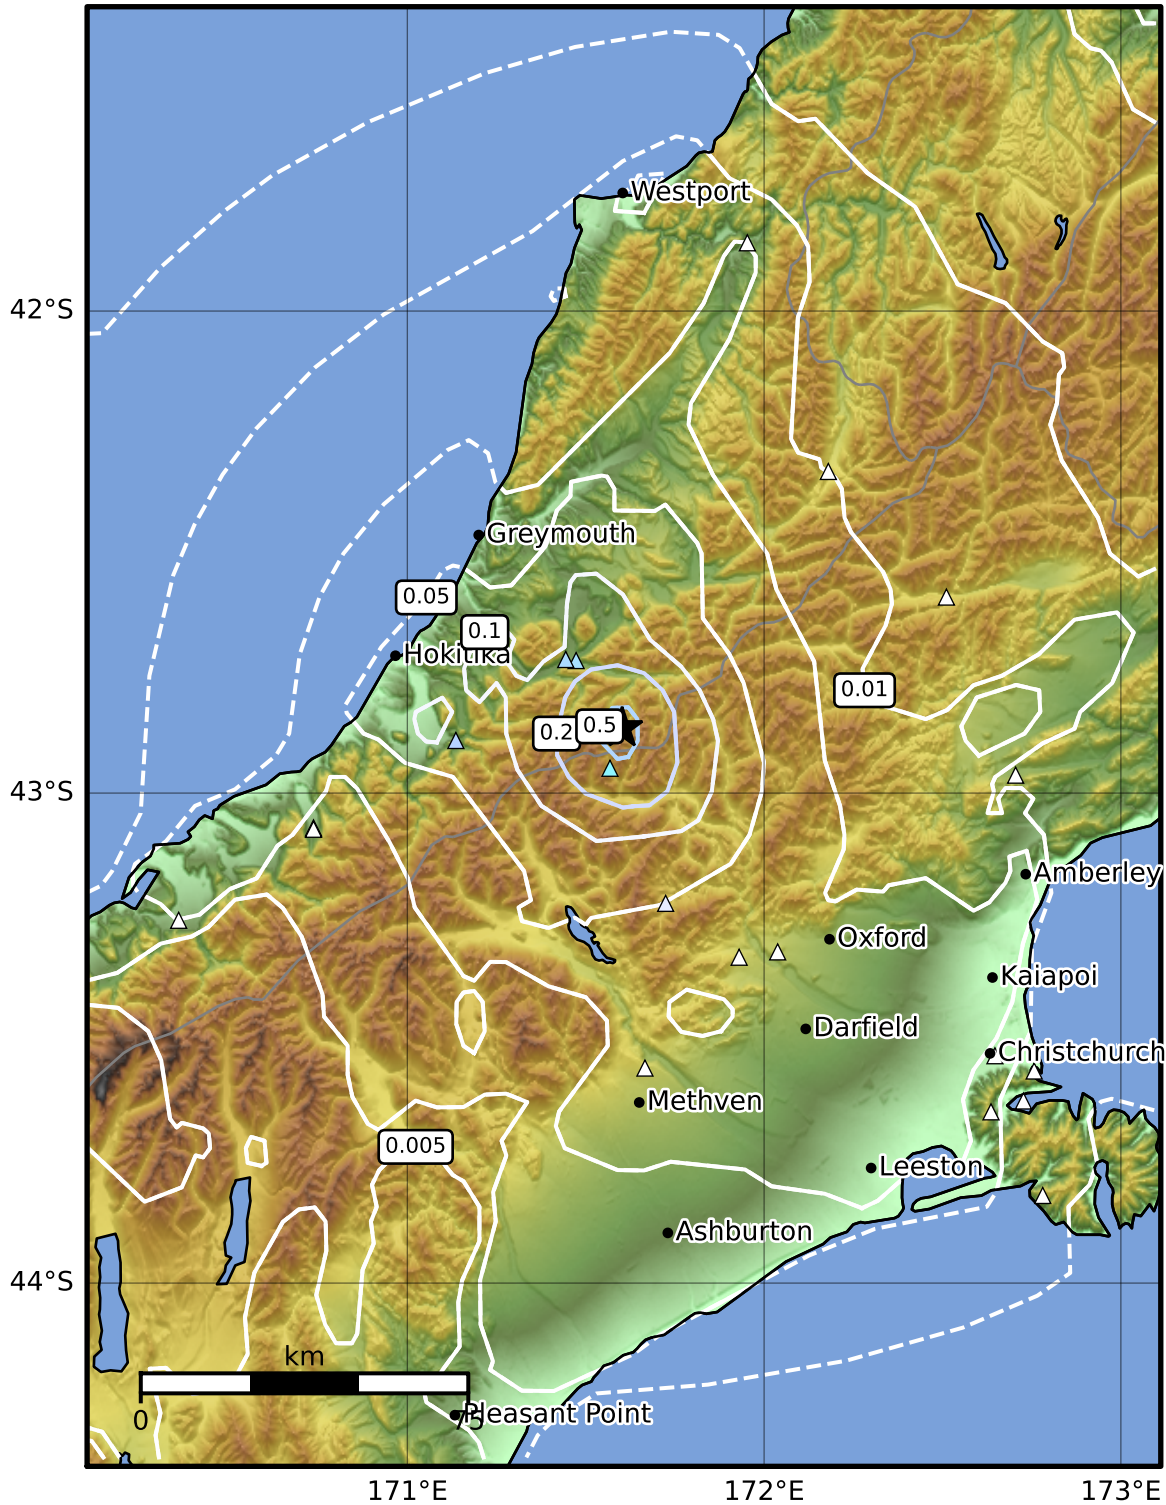 Westport
42°S
Greymouth
0.05
0.1
Hokitika
0.01
0.2
0.5
43°S
Amberley
Oxford
Kaiapoi
Darfield
Christchurch
Methven
0.005
Leeston
Ashburton
44°S
km
0
75
Pleasant Point
171°E
172°E
173°E